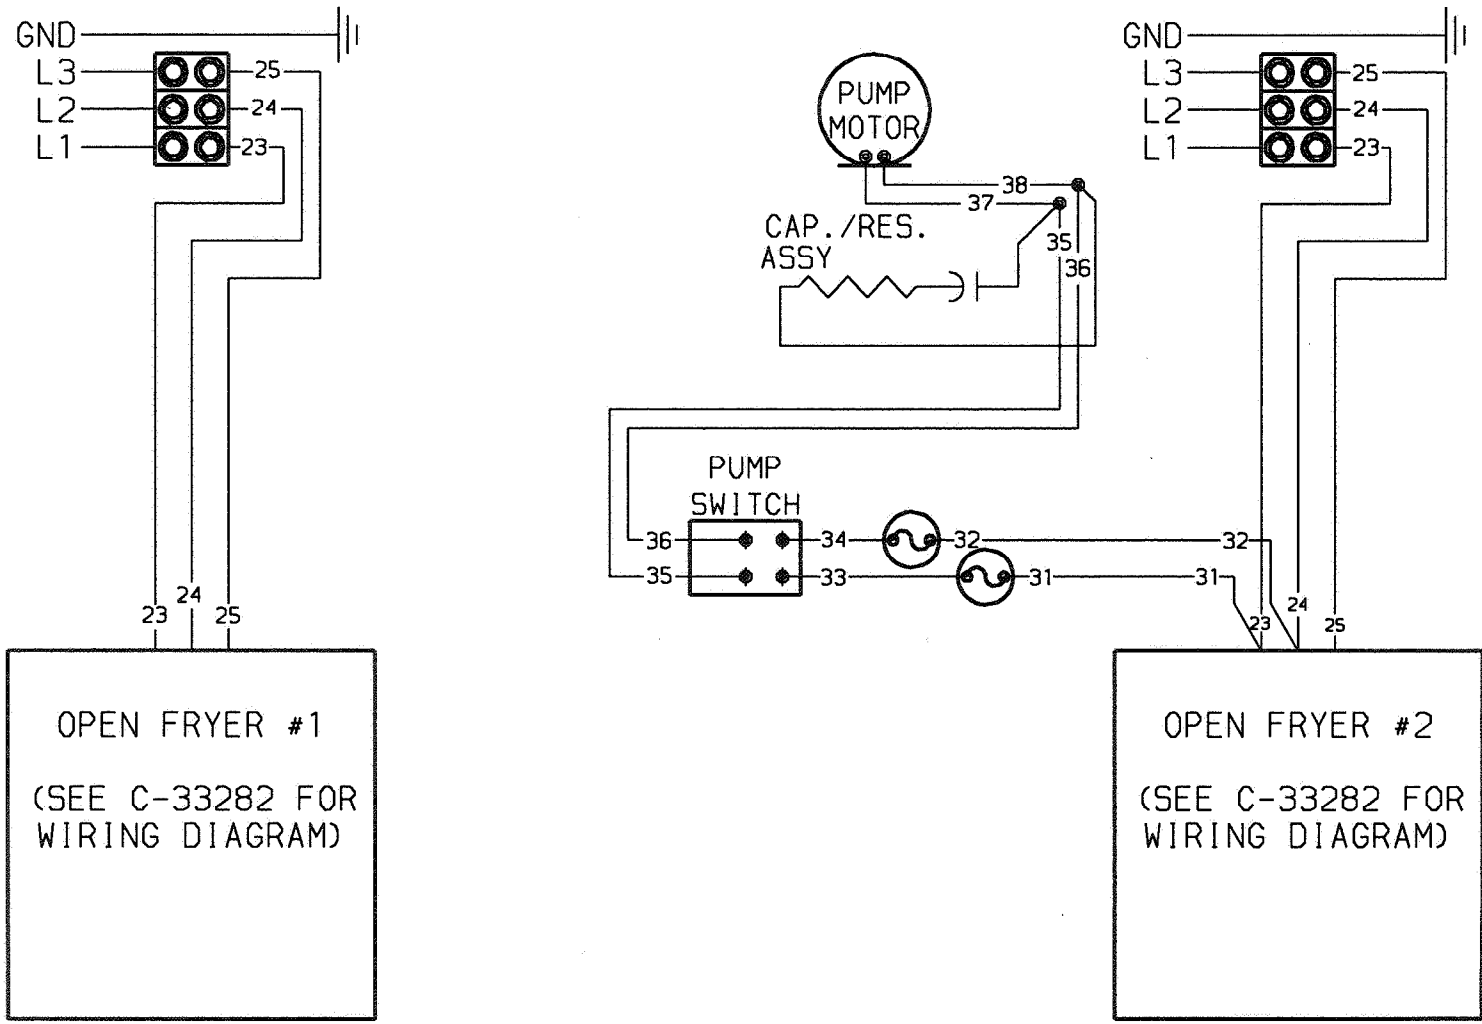 GND
L3
25
L2
24
L1
23
23
24
25
OPEN FRYER #1
(SEE C-33282 FOR
WIRING DIAGRAM)
PUMP
MOTOR
38
37
CAP./RES.
ASSY
35
36
PUMP
SWITCH
36
34
32
32
35
33
31
31
GND
L3
25
L2
24
L1
23
23
24
25
OPEN FRYER #2
(SEE C-33282 FOR
WIRING DIAGRAM)